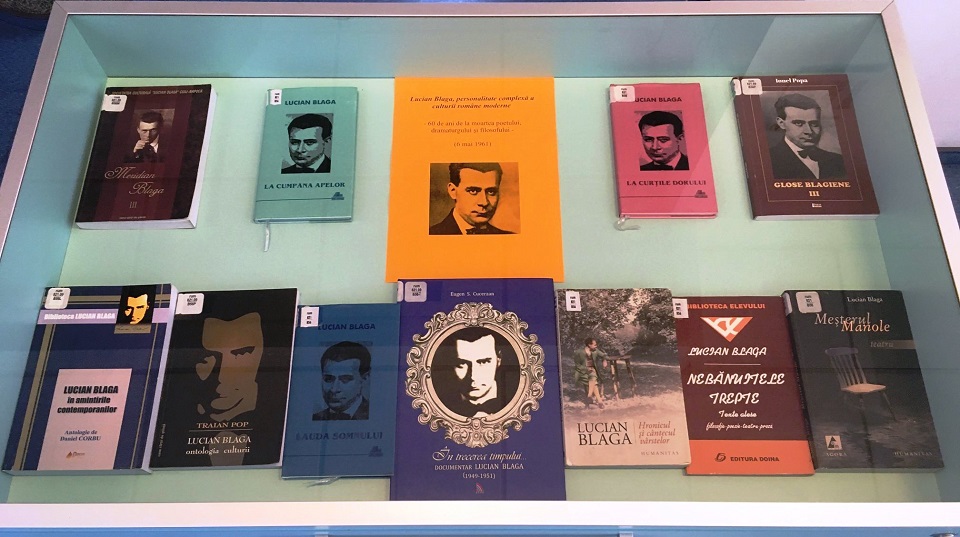 Meridian
Blaga
III
LUCIAN BLAGA
LA CUMPĂNA APELOR
Lucian Blaga, personalitate complexă a
culturii române moderne
- 60 de ani de la moartea poetului,
dramaturgului și filosofului -
(6 mai 1961)
LUCIAN BLAGA
LA CURȚILE DORULUI
Ionel Popa
GLOSE BLAGIENE
III
Biblioteca LUCIAN BLAGA
LUCIAN BLAGA
în amintirile
contemporanilor
Antologie de
Daniel CORBU
TRAIAN POP
LUCIAN BLAGA
ontologia culturii
LUCIAN BLAGA
LAUDA SOMNULUI
Eugen S. Cucerzan
În trecerea timpului...
DOCUMENTAR LUCIAN BLAGA
(1949-1951)
LUCIAN
BLAGA
Hronicul
și cântecul
vârstelor
HUMANITAS
BIBLIOTECA ELEVULUI
LUCIAN BLAGA
NEBĂNUITELE
TREPTE
Texte alese
filozofie-poezie-teatru-proză
EDITURA DOINA
Lucian Blaga
Meșterul
Manole
teatru
HUMANITAS